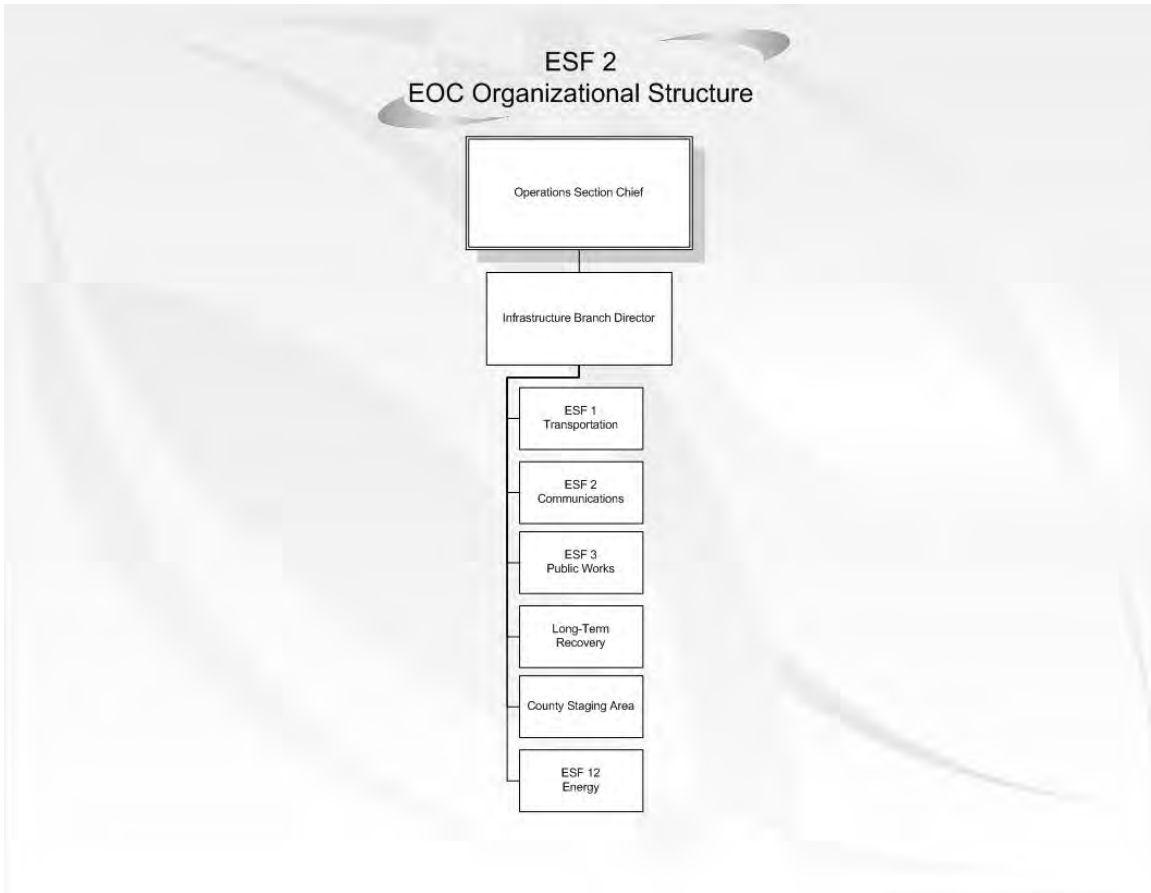 ESF 2
EOC Organizational Structure
Operations Section Chief
Infrastructure Branch Director
ESF 1
Transportation
ESF 2
Communications
ESF 3
Public Works
Long-Term
Recovery
County Staging Area
ESF 12
Energy